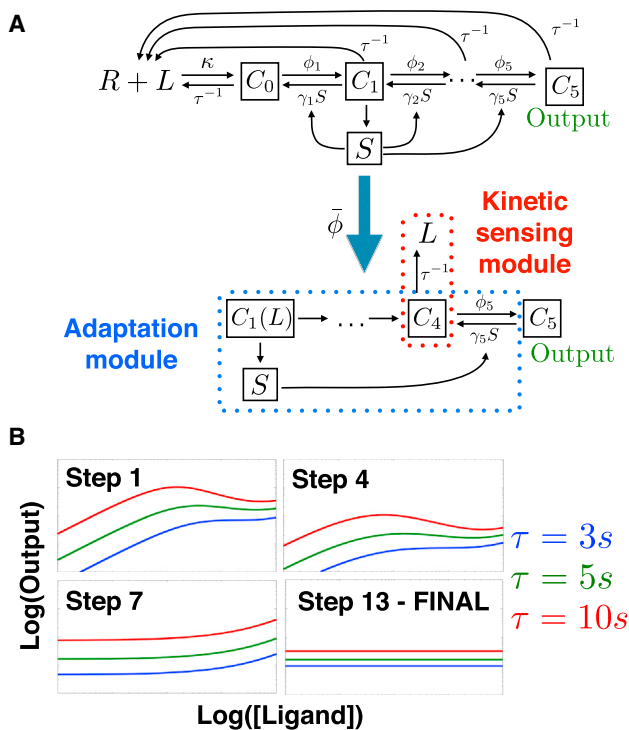 A
τ⁻¹ τ⁻¹ τ⁻¹
R + L κ τ⁻¹ C₀ ϕ₁ γ₁S C₁ ϕ₂ γ₂S ... ϕ₅ γ₅S C₅
Output
S
ϕ̄
Kinetic
sensing
module
L
τ⁻¹
Adaptation
module
C₁(L) ... C₄ ϕ₅ γ₅S C₅
Output
S
B
Step 1
Step 4
Step 7
Step 13 - FINAL
τ = 3s
τ = 5s
τ = 10s
Log(Output)
Log([Ligand])